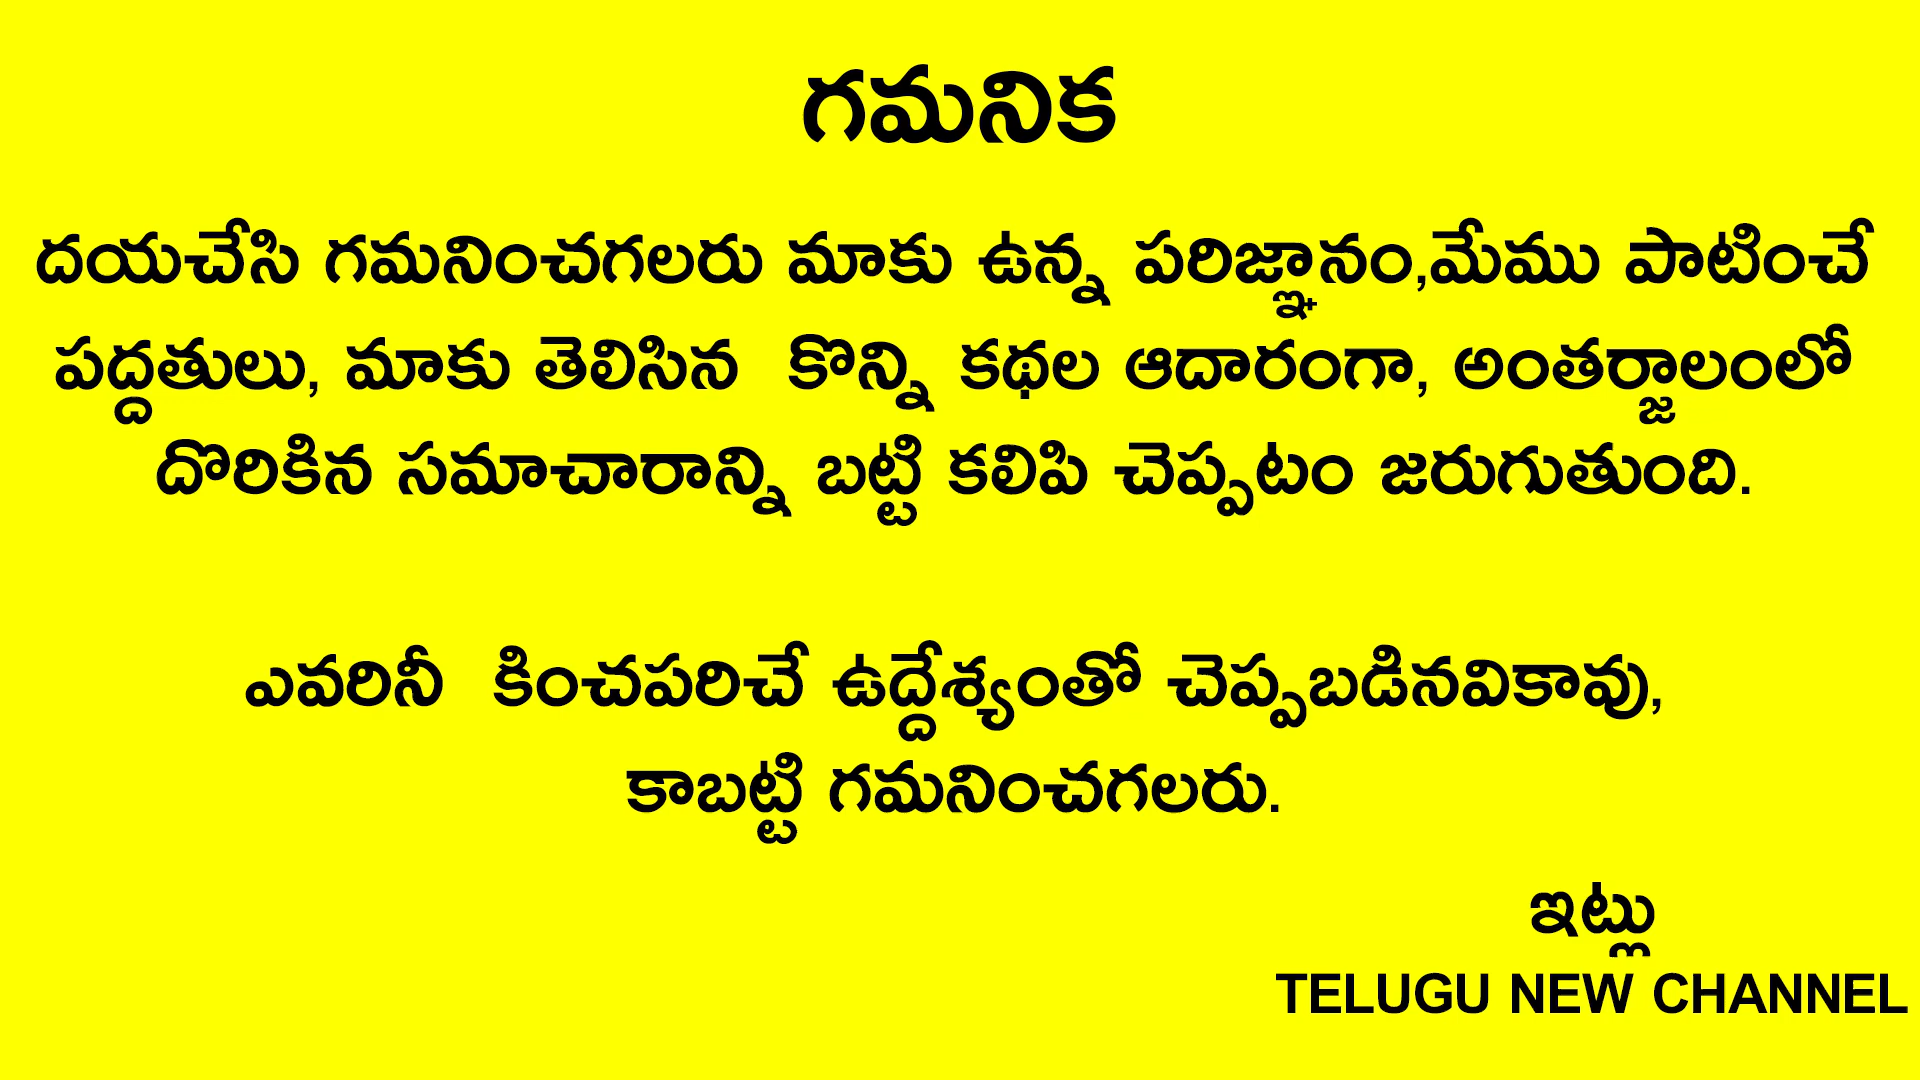 గమనిక
దయచేసి గమనించగలరు మాకు ఉన్న పరిజ్ఞానం,మేము పాటించే
పద్దతులు, మాకు తెలిసిన కొన్ని కథల ఆదారంగా, అంతర్జాలంలో
దొరికిన సమాచారాన్ని బట్టి కలిపి చెప్పటం జరుగుతుంది.
ఎవరినీ కించపరిచే ఉద్దేశ్యంతో చెప్పబడినవికావు,
కాబట్టి గమనించగలరు.
ఇట్లు
TELUGU NEW CHANNEL